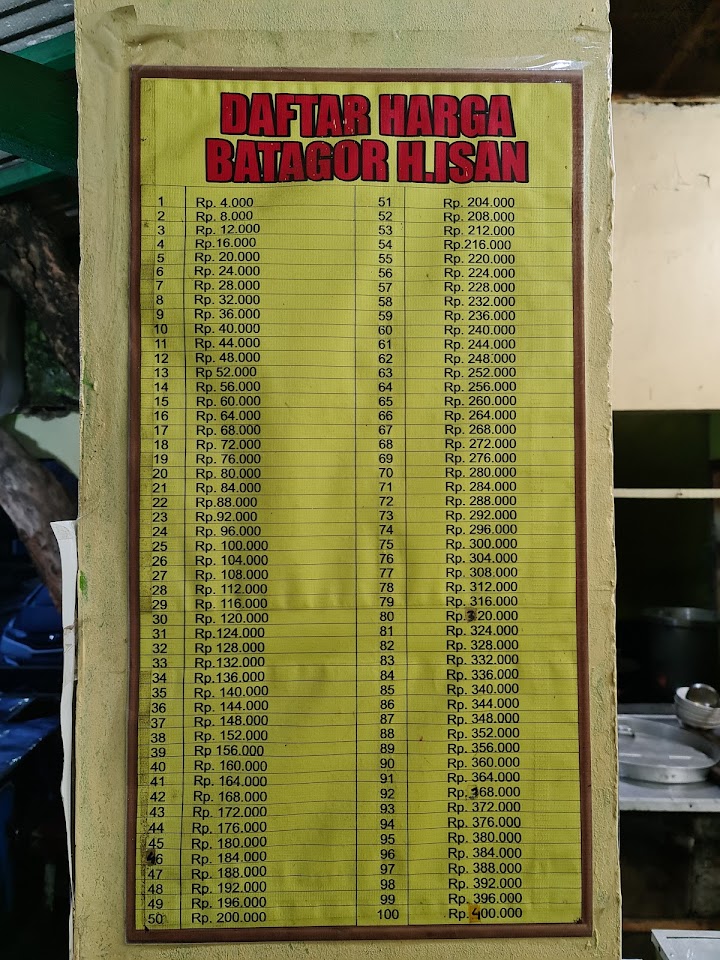 DAFTAR HARGA
BATAGOR H.ISAN
1 Rp. 4.000 51 Rp. 204.000
2 Rp. 8.000 52 Rp. 208.000
3 Rp. 12.000 53 Rp. 212.000
4 Rp.16.000 54 Rp.216.000
5 Rp. 20.000 55 Rp. 220.000
6 Rp. 24.000 56 Rp. 224.000
7 Rp. 28.000 57 Rp. 228.000
8 Rp. 32.000 58 Rp. 232.000
9 Rp. 36.000 59 Rp. 236.000
10 Rp. 40.000 60 Rp. 240.000
11 Rp. 44.000 61 Rp. 244.000
12 Rp. 48.000 62 Rp. 248.000
13 Rp 52.000 63 Rp. 252.000
14 Rp. 56.000 64 Rp. 256.000
15 Rp. 60.000 65 Rp. 260.000
16 Rp. 64.000 66 Rp. 264.000
17 Rp. 68.000 67 Rp. 268.000
18 Rp. 72.000 68 Rp. 272.000
19 Rp. 76.000 69 Rp. 276.000
20 Rp. 80.000 70 Rp. 280.000
21 Rp. 84.000 71 Rp. 284.000
22 Rp.88.000 72 Rp. 288.000
23 Rp.92.000 73 Rp. 292.000
24 Rp. 96.000 74 Rp. 296.000
25 Rp. 100.000 75 Rp. 300.000
26 Rp. 104.000 76 Rp. 304.000
27 Rp. 108.000 77 Rp. 308.000
28 Rp. 112.000 78 Rp. 312.000
29 Rp. 116.000 79 Rp. 316.000
30 Rp. 120.000 80 Rp.320.000
31 Rp.124.000 81 Rp. 324.000
32 Rp 128.000 82 Rp. 328.000
33 Rp.132.000 83 Rp. 332.000
34 Rp.136.000 84 Rp. 336.000
35 Rp. 140.000 85 Rp. 340.000
36 Rp. 144.000 86 Rp. 344.000
37 Rp. 148.000 87 Rp. 348.000
38 Rp. 152.000 88 Rp. 352.000
39 Rp 156.000 89 Rp. 356.000
40 Rp. 160.000 90 Rp. 360.000
41 Rp. 164.000 91 Rp. 364.000
42 Rp. 168.000 92 Rp. 368.000
43 Rp. 172.000 93 Rp. 372.000
44 Rp. 176.000 94 Rp. 376.000
45 Rp. 180.000 95 Rp. 380.000
46 Rp. 184.000 96 Rp. 384.000
47 Rp. 188.000 97 Rp. 388.000
48 Rp. 192.000 98 Rp. 392.000
49 Rp. 196.000 99 Rp. 396.000
50 Rp. 200.000 100 Rp. 400.000